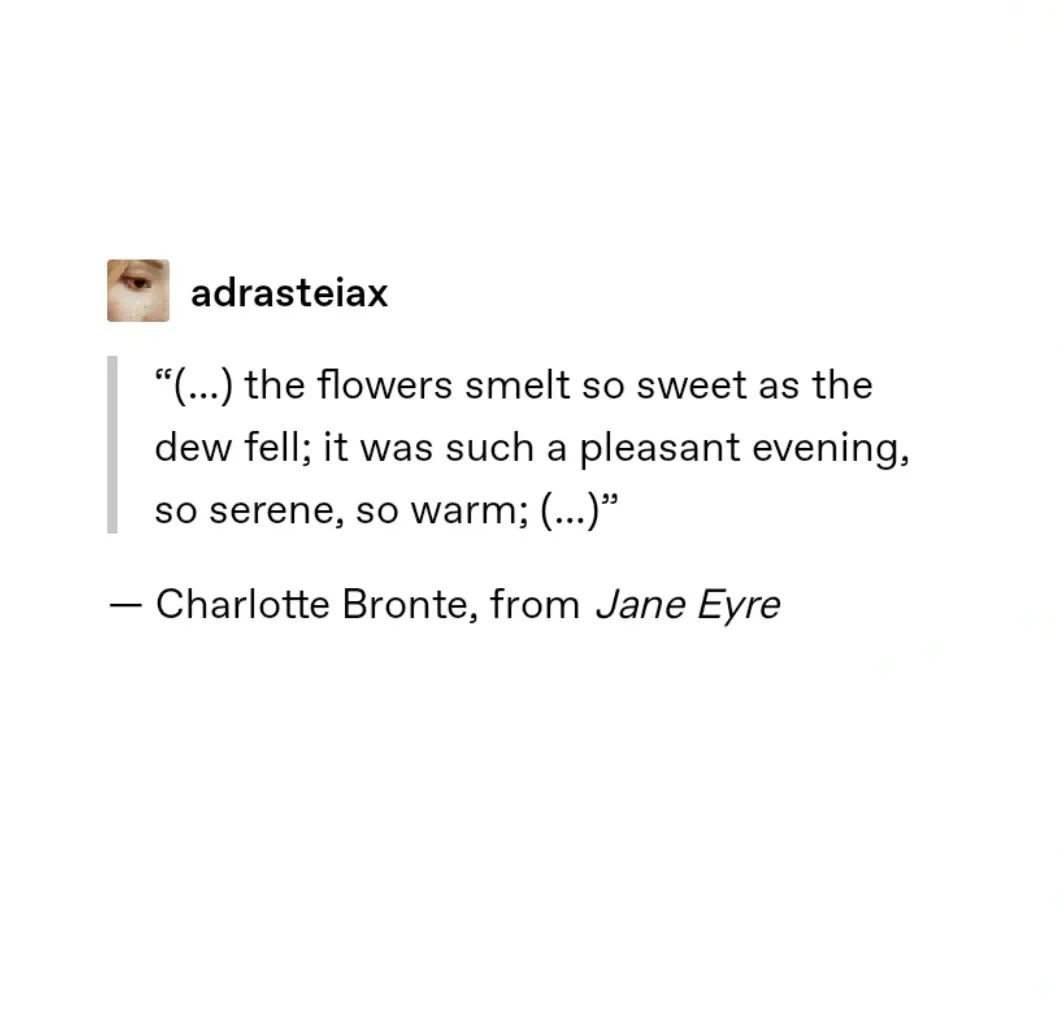 adrasteiax
“(...) the flowers smelt so sweet as the
dew fell; it was such a pleasant evening,
so serene, so warm; (...)”
— Charlotte Bronte, from Jane Eyre